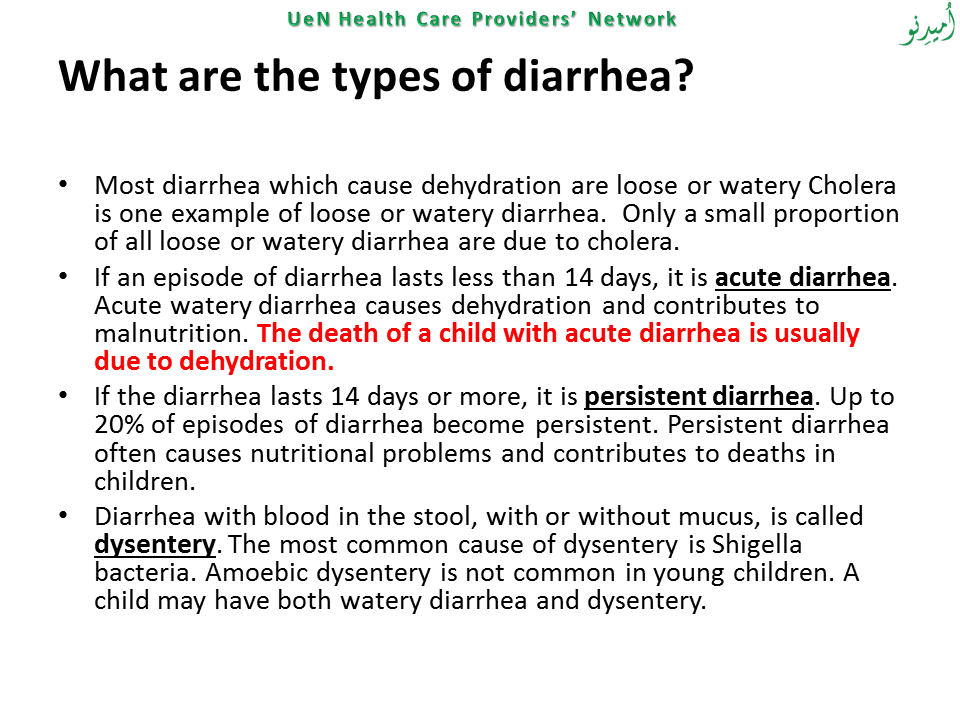 UeN Health Care Providers’ Network
اُميدِنو
What are the types of diarrhea?
• Most diarrhea which cause dehydration are loose or watery Cholera
is one example of loose or watery diarrhea.  Only a small proportion
of all loose or watery diarrhea are due to cholera.
• If an episode of diarrhea lasts less than 14 days, it is acute diarrhea.
Acute watery diarrhea causes dehydration and contributes to
malnutrition. The death of a child with acute diarrhea is usually
due to dehydration.
• If the diarrhea lasts 14 days or more, it is persistent diarrhea. Up to
20% of episodes of diarrhea become persistent. Persistent diarrhea
often causes nutritional problems and contributes to deaths in
children.
• Diarrhea with blood in the stool, with or without mucus, is called
dysentery. The most common cause of dysentery is Shigella
bacteria. Amoebic dysentery is not common in young children. A
child may have both watery diarrhea and dysentery.